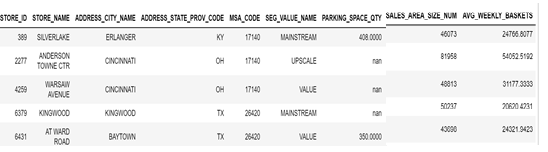 STORE_ID STORE_NAME ADDRESS_CITY_NAME ADDRESS_STATE_PROV_CODE MSA_CODE SEG_VALUE_NAME PARKING_SPACE_QTY SALES_AREA_SIZE_NUM AVG_WEEKLY_BASKETS
389 SILVERLAKE ERLANGER KY 17140 MAINSTREAM 408.0000 46073 24766.8077
2277 ANDERSON TOWNE CTR CINCINNATI OH 17140 UPSCALE nan 81958 54052.5192
4259 WARSAW AVENUE CINCINNATI OH 17140 VALUE nan 48813 31177.3333
6379 KINGWOOD KINGWOOD TX 26420 MAINSTREAM nan 50237 20620.4231
6431 AT WARD ROAD BAYTOWN TX 26420 VALUE 350.0000 43698 24321.9423